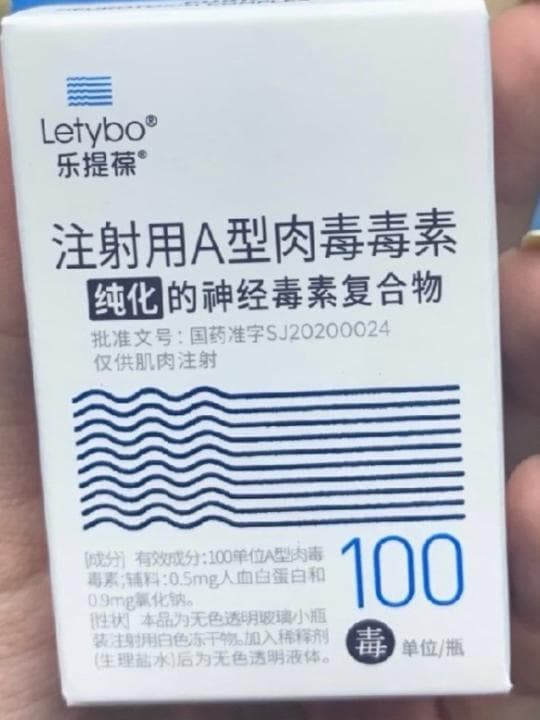 Letybo®
乐提葆®
注射用A型肉毒毒素
纯化的神经毒素复合物
批准文号：国药准字SJ20200024
仅供肌肉注射
[成分] 有效成分：100单位A型肉毒
毒素；辅料：0.5mg人血白蛋白和
0.9mg氯化钠。
[性状] 本品为无色透明玻璃小瓶
装注射用白色冻干物。加入稀释剂
(生理盐水)后为无色透明液体。
100
毒 单位/瓶